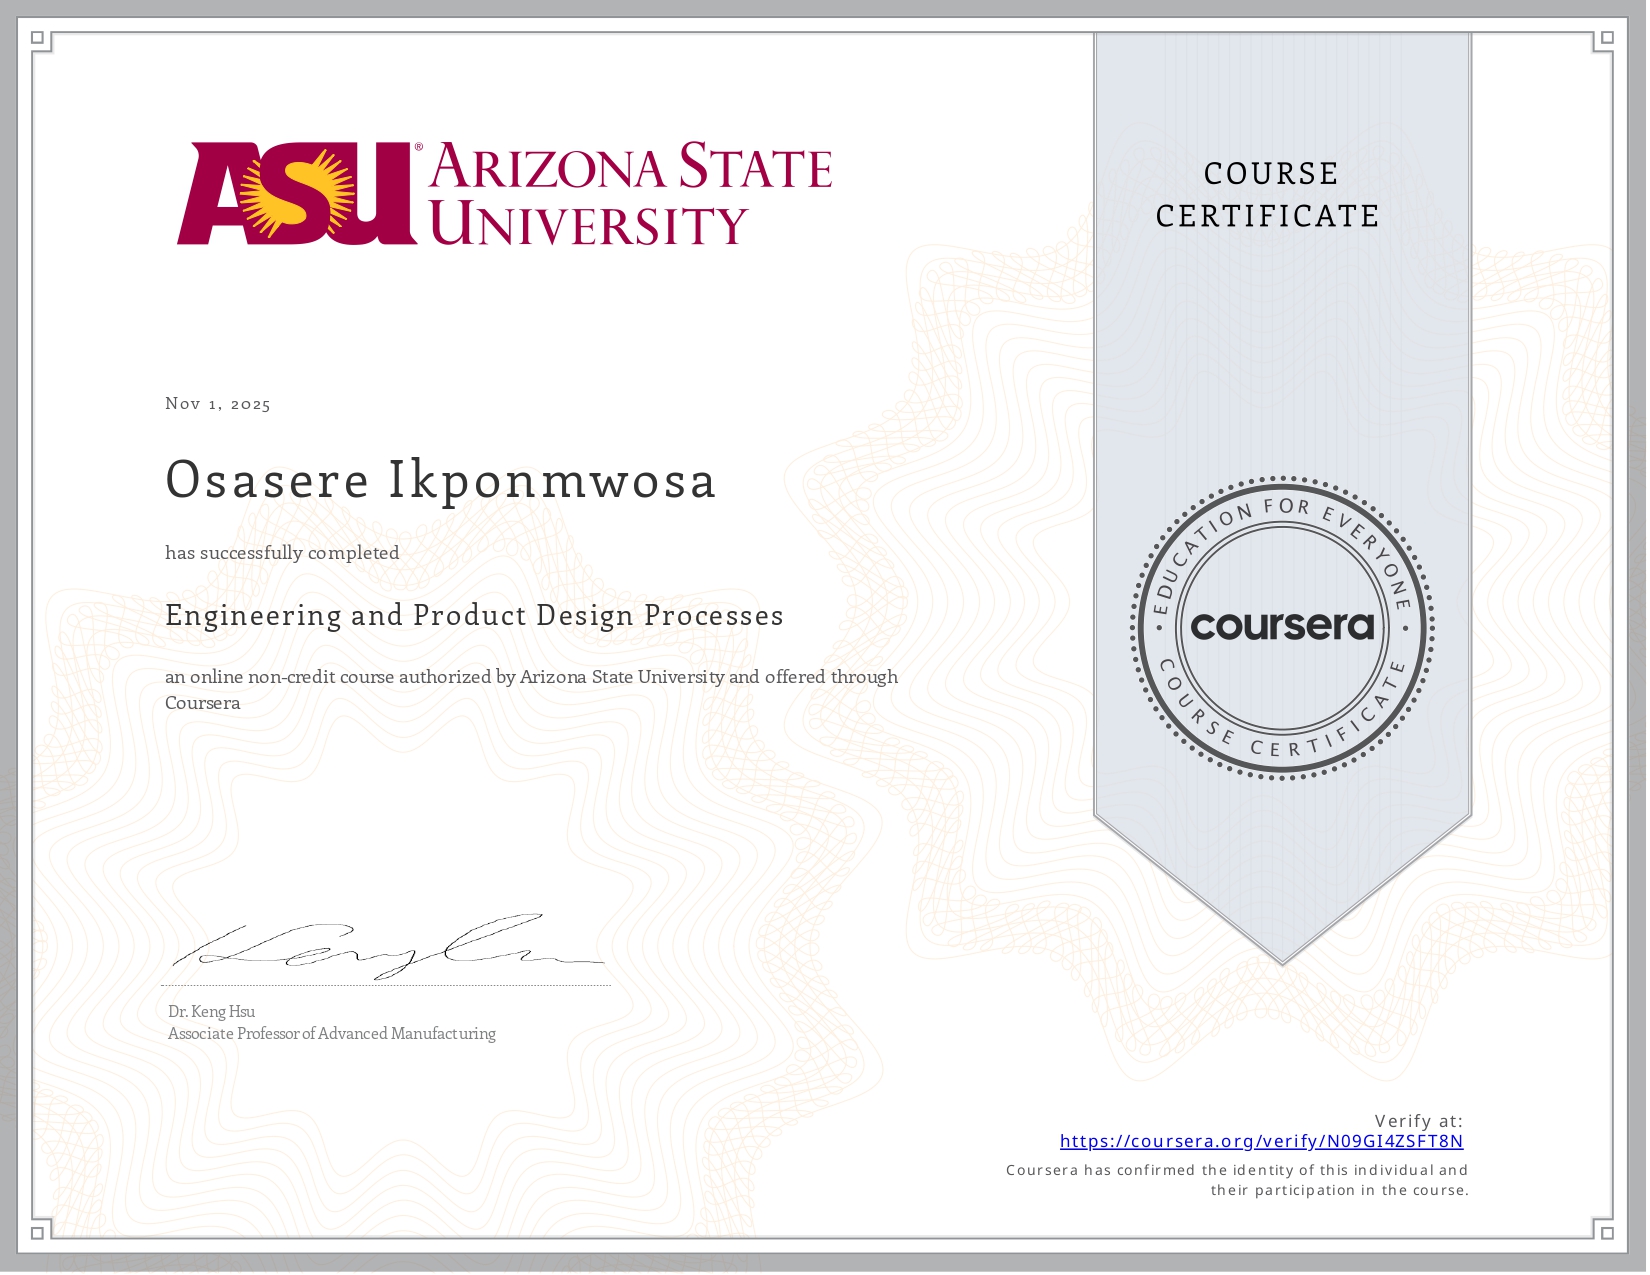 ASU® ARIZONA STATE
UNIVERSITY
COURSE
CERTIFICATE
Nov 1, 2025
Osasere Ikponmwosa
has successfully completed
Engineering and Product Design Processes
an online non-credit course authorized by Arizona State University and offered through
Coursera
EDUCATION FOR EVERYONE
coursera
COURSE CERTIFICATE
Dr. Keng Hsu
Associate Professor of Advanced Manufacturing
Verify at:
https://coursera.org/verify/N09GI4ZSFT8N
Coursera has confirmed the identity of this individual and
their participation in the course.